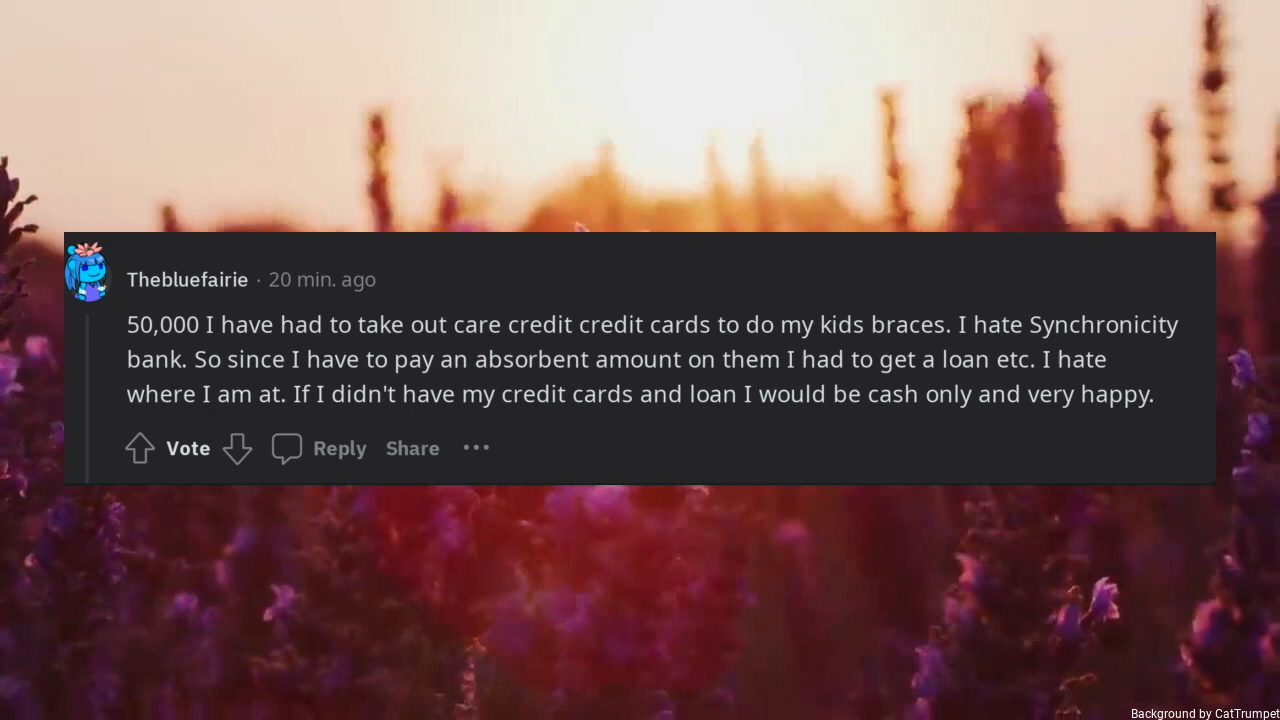 Thebluefairie · 20 min. ago
50,000 I have had to take out care credit credit cards to do my kids braces. I hate Synchronicity
bank. So since I have to pay an absorbent amount on them I had to get a loan etc. I hate
where I am at. If I didn't have my credit cards and loan I would be cash only and very happy.
Vote Reply Share ···
Background by CatTrumpet